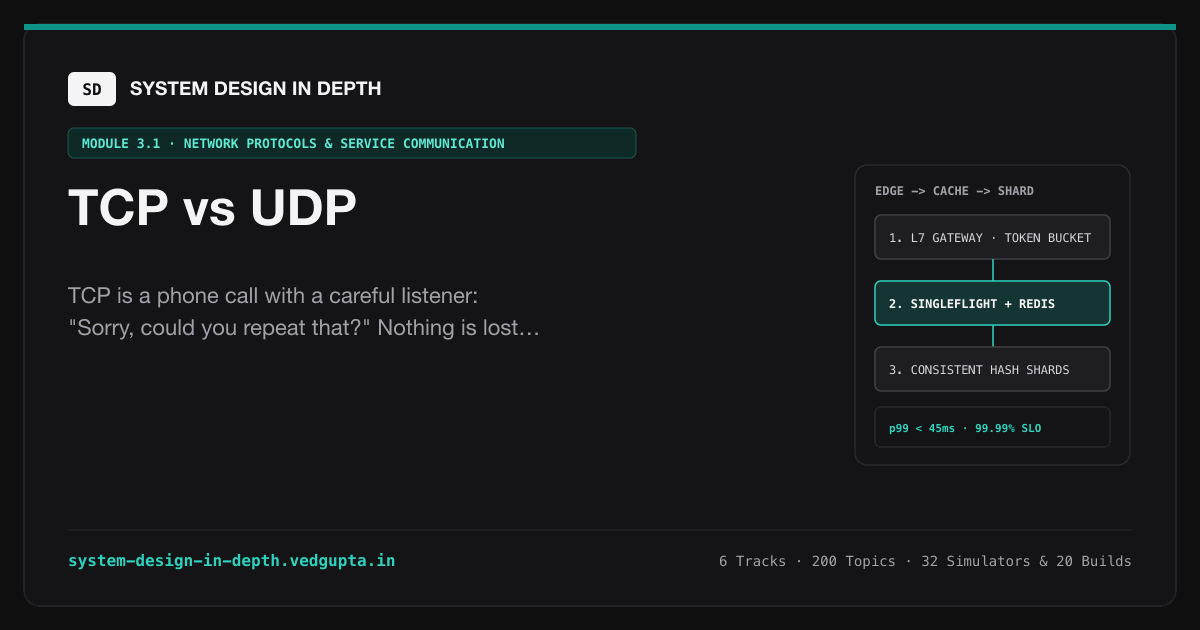 SD SYSTEM DESIGN IN DEPTH
MODULE 3.1 · NETWORK PROTOCOLS & SERVICE COMMUNICATION
TCP vs UDP
TCP is a phone call with a careful listener:
"Sorry, could you repeat that?" Nothing is lost…
EDGE —> CACHE —> SHARD
1. L7 GATEWAY · TOKEN BUCKET
2. SINGLEFLIGHT + REDIS
3. CONSISTENT HASH SHARDS
p99 < 45ms · 99.99% SLO
system-design-in-depth.vedgupta.in
6 Tracks · 200 Topics · 32 Simulators & 20 Builds